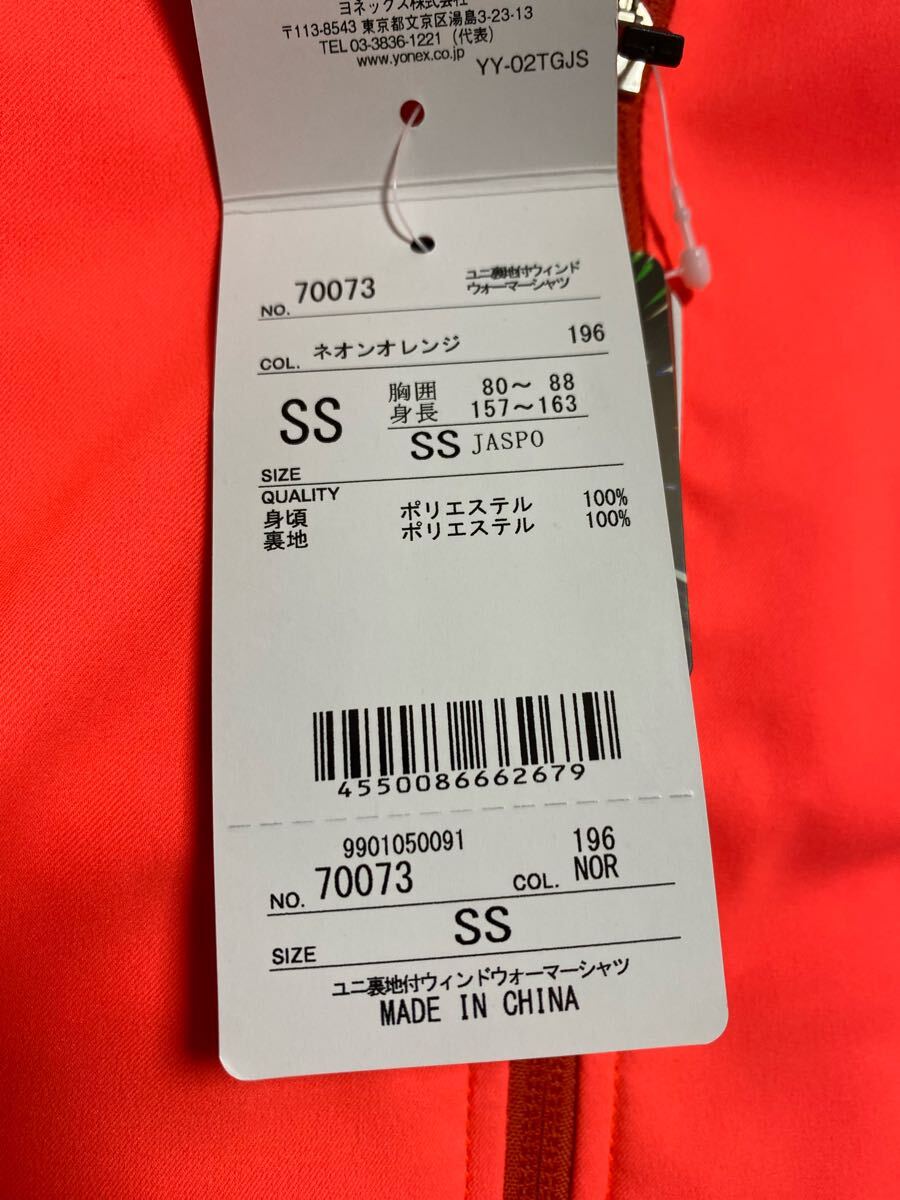 ヨネックス株式会社
〒113-8543 東京都文京区湯島3-23-13
TEL 03-3836-1221 (代表)
www.yonex.co.jp
YY-02TGJS
NO. 70073 ユニ裏地付ウィンド
ウォーマーシャツ
COL. ネオンオレンジ 196
SS 胸囲 80〜 88
身長 157〜163
SS JASPO
SIZE
QUALITY
身頃 ポリエステル 100%
裏地 ポリエステル 100%
4550086662679
9901050091 196
NO. 70073 COL. NOR
SIZE SS
ユニ裏地付ウィンドウォーマーシャツ
MADE IN CHINA